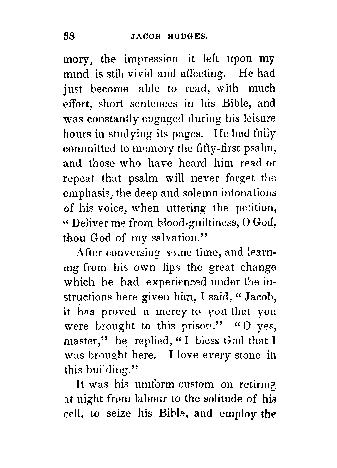 98 JACOB HODGES.
mory, the impression it left upon my
mind is still vivid and affecting. He had
just become able to read, with much
effort, short sentences in his Bible, and
was constantly engaged during his leisure
hours in studying its pages. He had fully
committed to memory the fifty-first psalm,
and those who have heard him read or
repeat that psalm will never forget the
emphasis, the deep and solemn intonations
of his voice, when uttering the petition,
“Deliver me from blood-guiltiness, O God,
thou God of my salvation.”
After conversing some time, and learn-
ing from his own lips the great change
which he had experienced under the in-
structions here given him, I said, “Jacob,
it has proved a mercy to you that you
were brought to this prison.” “O yes,
master,” he replied, “I bless God that I
was brought here. I love every stone in
this building.”
It was his uniform custom on retiring
at night from labour to the solitude of his
cell, to seize his Bible, and employ the